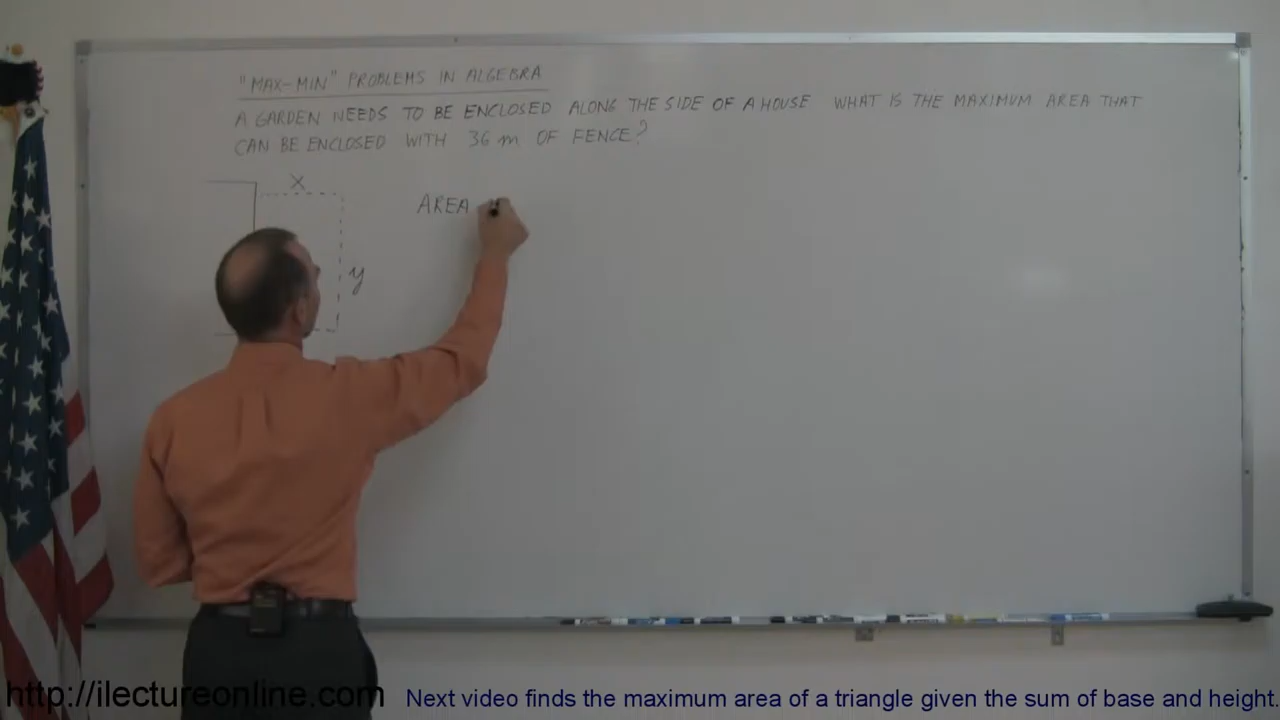 "MAX-MIN" PROBLEMS IN ALGEBRA
A GARDEN NEEDS TO BE ENCLOSED ALONG THE SIDE OF A HOUSE WHAT IS THE MAXIMUM AREA THAT
CAN BE ENCLOSED WITH 36 m OF FENCE?
X
AREA
y
http://ilectureonline.com
Next video finds the maximum area of a triangle given the sum of base and height.